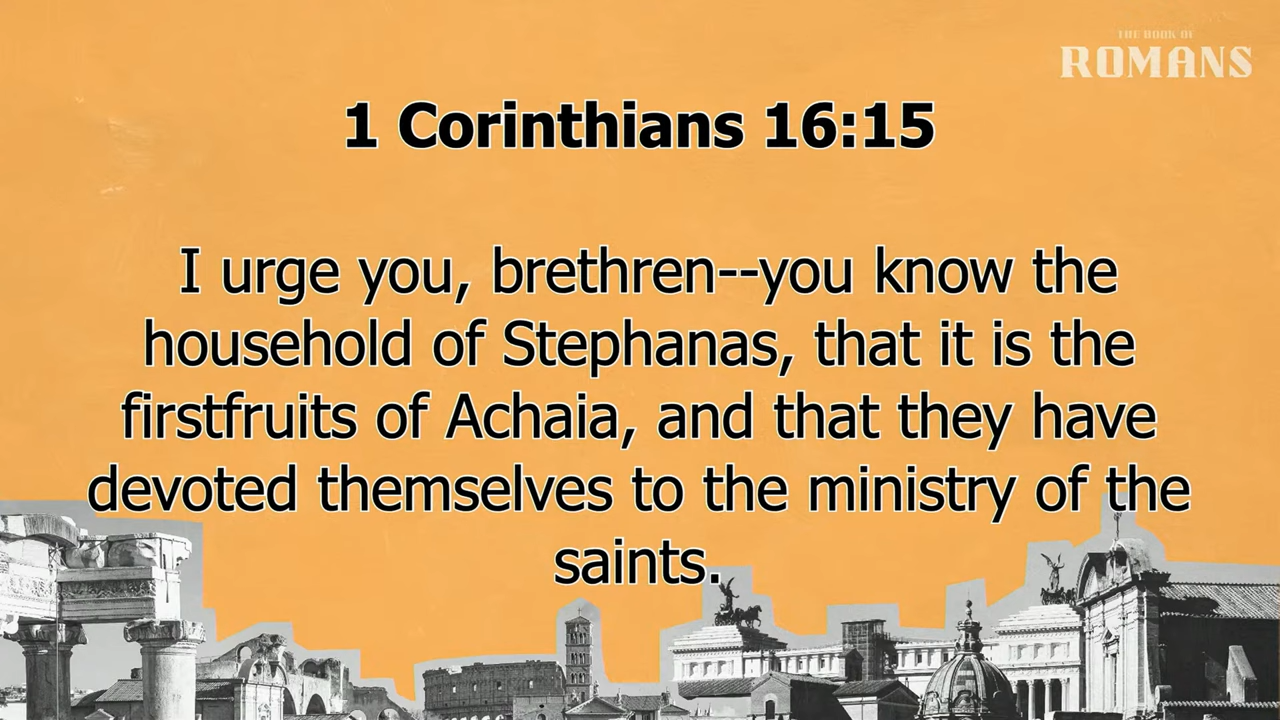 THE BOOK OF
ROMANS
1 Corinthians 16:15
I urge you, brethren--you know the
household of Stephanas, that it is the
firstfruits of Achaia, and that they have
devoted themselves to the ministry of the
saints.